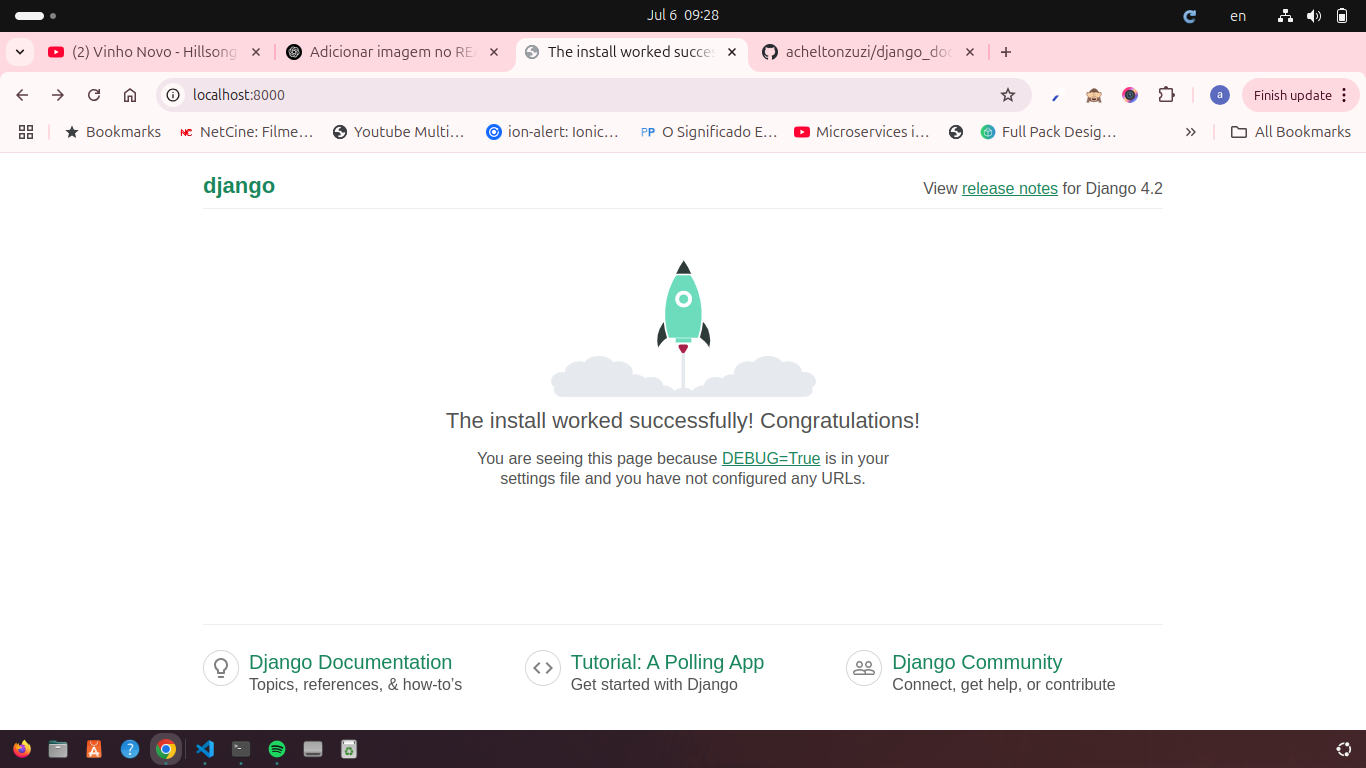 Jul 6 09:28
en
(2) Vinho Novo - Hillsong
Adicionar imagem no REA
The install worked succes
acheltonzuzi/django_doc
localhost:8000
a
Finish update
Bookmarks
NetCine: Filme…
Youtube Multi…
ion-alert: Ionic…
PP
O Significado E…
Microservices i…
Full Pack Desig…
All Bookmarks
django
View release notes for Django 4.2
The install worked successfully! Congratulations!
You are seeing this page because DEBUG=True is in your
settings file and you have not configured any URLs.
Django Documentation
Topics, references, & how-to’s
Tutorial: A Polling App
Get started with Django
Django Community
Connect, get help, or contribute